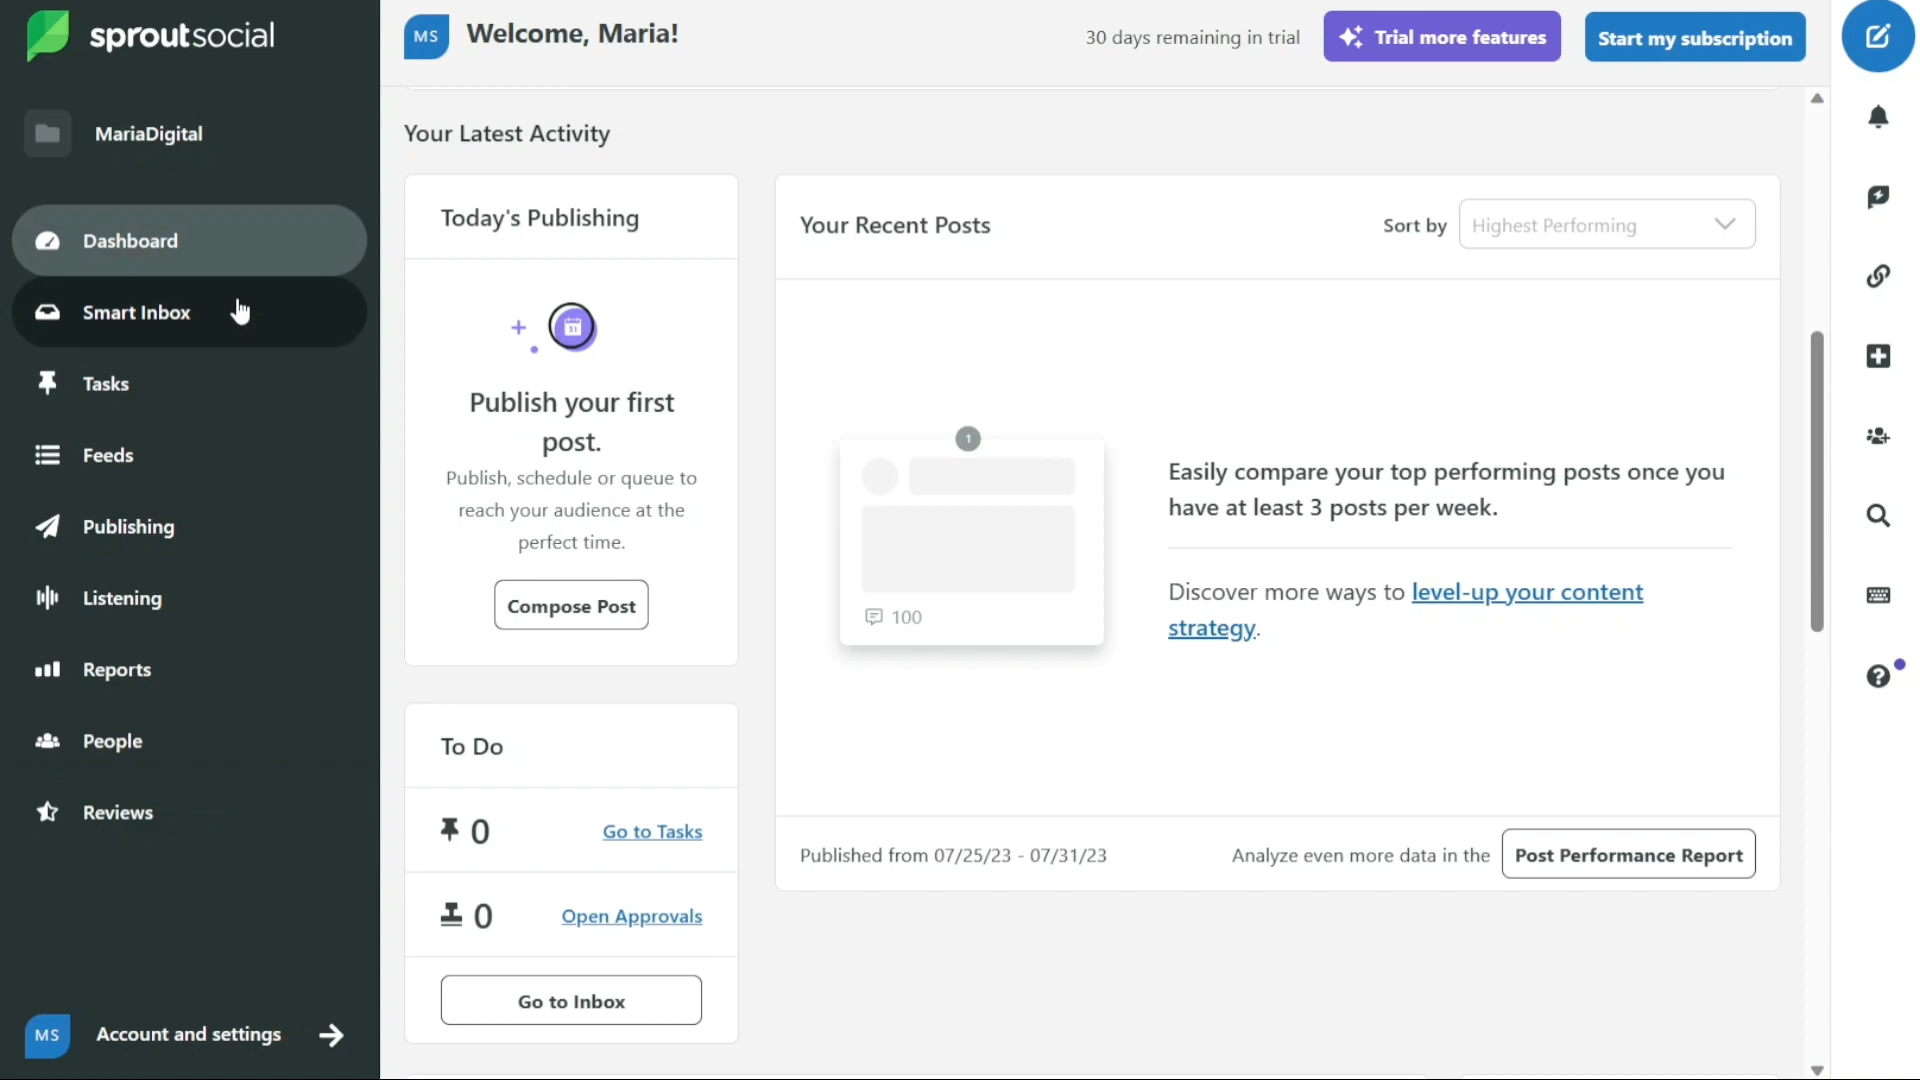 sproutsocial
MariaDigital
Dashboard
Smart Inbox
Tasks
Feeds
Publishing
Listening
Reports
People
Reviews
MS
Account and settings
MS
Welcome, Maria!
30 days remaining in trial
Trial more features
Start my subscription
Your Latest Activity
Today's Publishing
31
Publish your first
post.
Publish, schedule or queue to
reach your audience at the
perfect time.
Compose Post
To Do
0
Go to Tasks
0
Open Approvals
Go to Inbox
Your Recent Posts
Sort by
Highest Performing
1
100
Easily compare your top performing posts once you
have at least 3 posts per week.
Discover more ways to level-up your content
strategy.
Published from 07/25/23 - 07/31/23
Analyze even more data in the
Post Performance Report